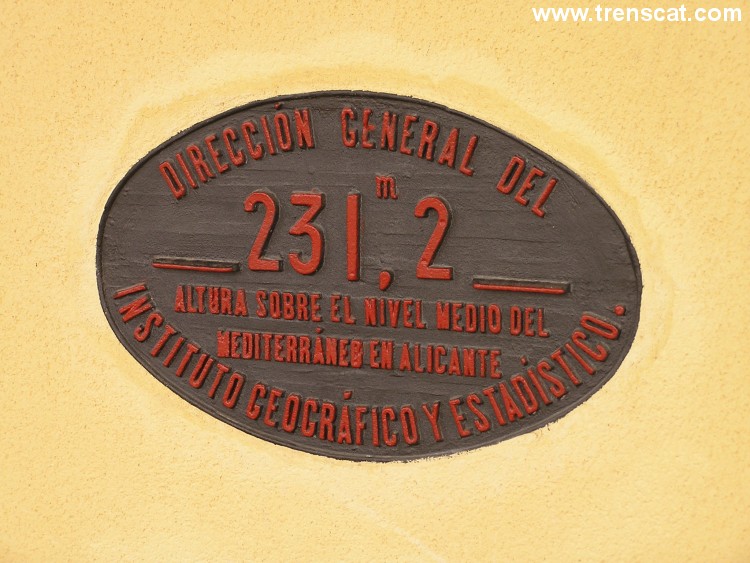 www.trenscat.com
DIRECCIÓN GENERAL DEL
231,2 m
ALTURA SOBRE EL NIVEL MEDIO DEL
MEDITERRÁNEO EN ALICANTE
INSTITUTO GEOGRÁFICO Y ESTADÍSTICO.